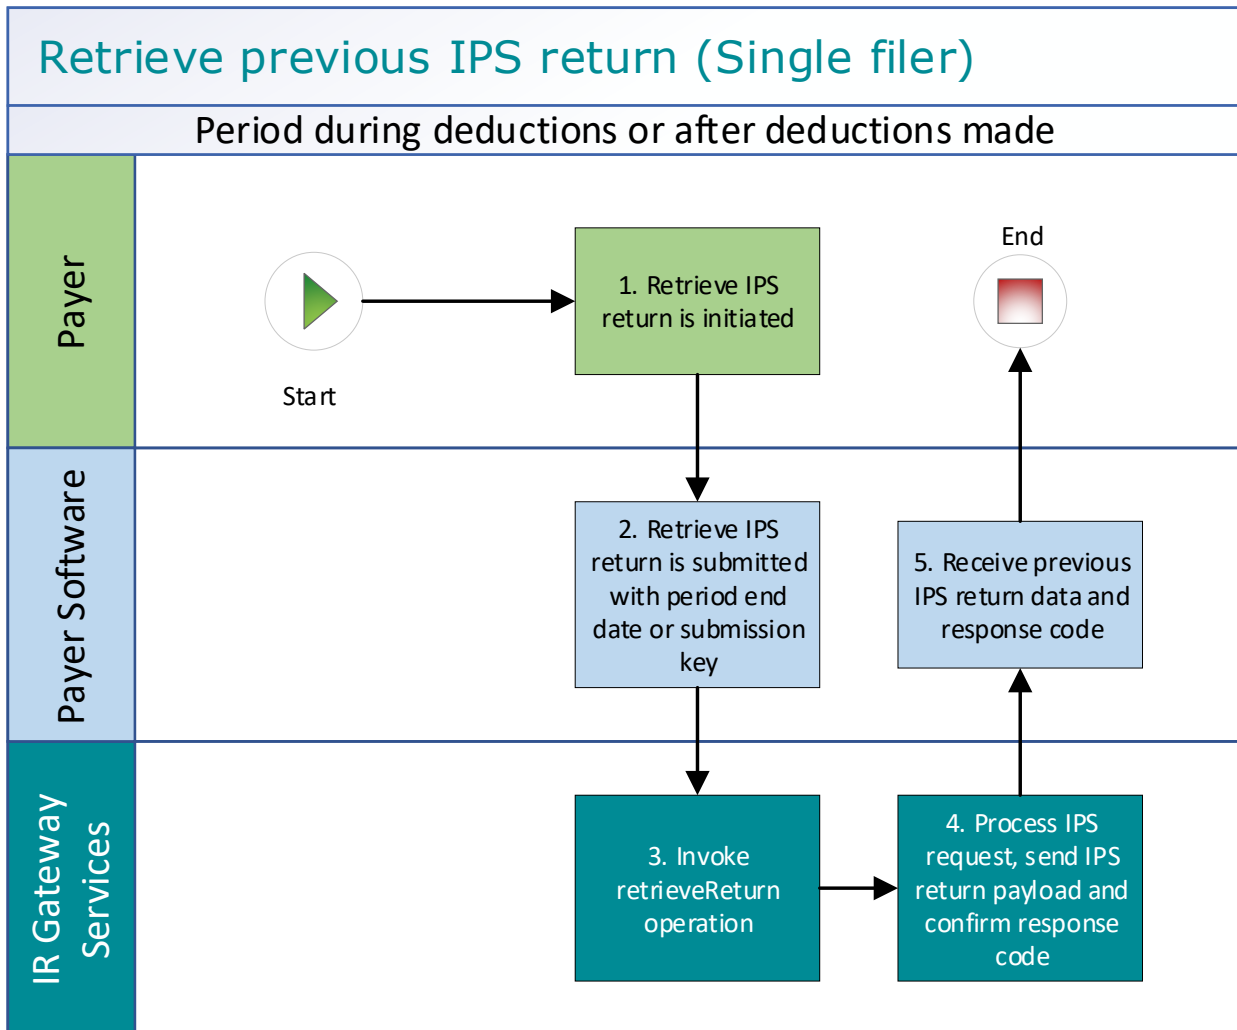 Retrieve previous IPS return (Single filer)
Period during deductions or after deductions made
Payer
Start
1. Retrieve IPS
return is initiated
End
Payer Software
2. Retrieve IPS
return is submitted
with period end
date or submission
key
5. Receive previous
IPS return data and
response code
IR Gateway
Services
3. Invoke
retrieveReturn
operation
4. Process IPS
request, send IPS
return payload and
confirm response
code